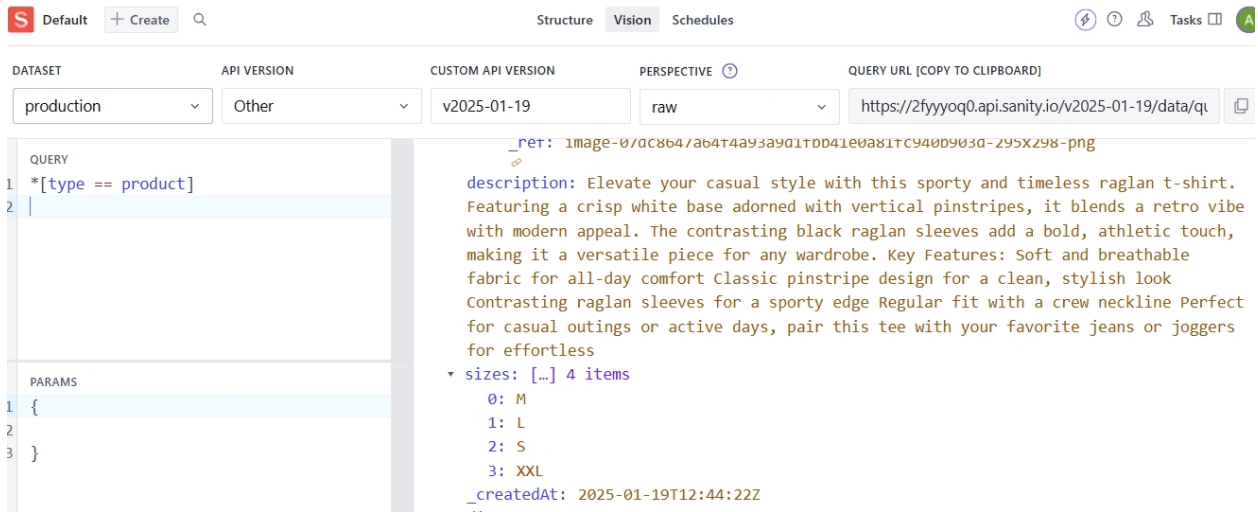 S Default + Create Structure Vision Schedules Tasks A
DATASET API VERSION CUSTOM API VERSION PERSPECTIVE ? QUERY URL [COPY TO CLIPBOARD]
production Other v2025-01-19 raw https://2fyyyoq0.api.sanity.io/v2025-01-19/data/qu
QUERY
1 *[type == product]
2
PARAMS
1 {
2
3 }
_ref: image-07dc8647a64f4a93a9d1fbb41e0a81fc940b903d-295x298-png
description: Elevate your casual style with this sporty and timeless raglan t-shirt.
Featuring a crisp white base adorned with vertical pinstripes, it blends a retro vibe
with modern appeal. The contrasting black raglan sleeves add a bold, athletic touch,
making it a versatile piece for any wardrobe. Key Features: Soft and breathable
fabric for all-day comfort Classic pinstripe design for a clean, stylish look
Contrasting raglan sleeves for a sporty edge Regular fit with a crew neckline Perfect
for casual outings or active days, pair this tee with your favorite jeans or joggers
for effortless
sizes: […] 4 items
0: M
1: L
2: S
3: XXL
_createdAt: 2025-01-19T12:44:22Z